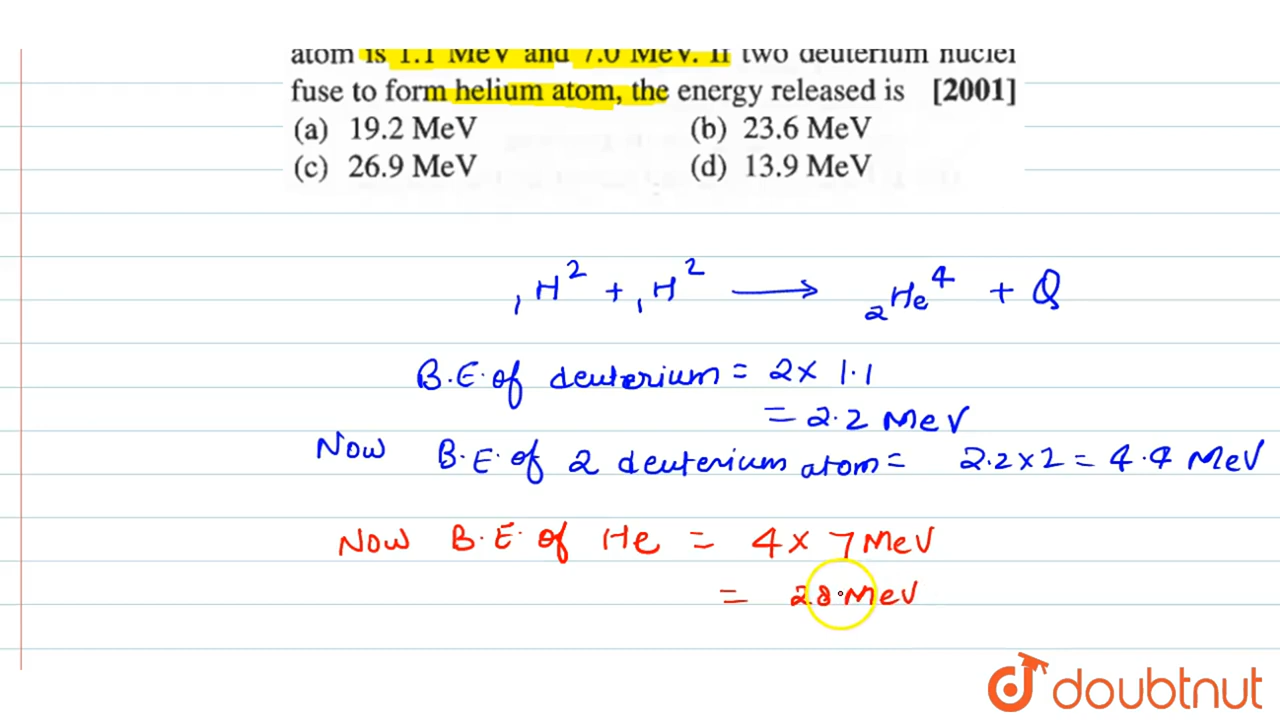 atom is 1.1 MeV and 7.0 MeV. If two deuterium nuclei
fuse to form helium atom, the energy released is [2001]
(a) 19.2 MeV (b) 23.6 MeV
(c) 26.9 MeV (d) 13.9 MeV
₁H² + ₁H² ⟶ ₂He⁴ + Q
B.E. of deuterium = 2 × 1.1
= 2.2 MeV
Now B.E. of 2 deuterium atom = 2.2 × 2 = 4.4 MeV
Now B.E. of He = 4 × 7 MeV
= 28 MeV
doubtnut